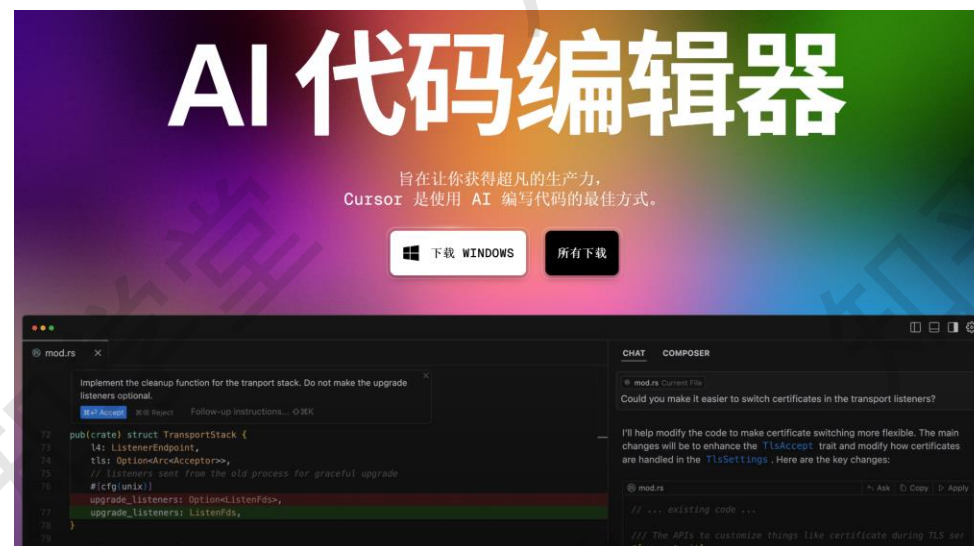 AI 代码编辑器
旨在让你获得超凡的生产力，
Cursor 是使用 AI 编写代码的最佳方式。
下载 WINDOWS
所有下载
mod.rs
Implement the cleanup function for the tranport stack. Do not make the upgrade
listeners optional.
Accept
Reject
Follow-up instructions... ⇧⌘K
72 pub(crate) struct TransportStack {
73 l4: ListenerEndpoint,
74 tls: Option<Arc<Acceptor>>,
75 // listeners sent from the old process for graceful upgrade
76 #[cfg(unix)]
upgrade_listeners: Option<ListenFds>,
77 upgrade_listeners: ListenFds,
78 }
79
CHAT COMPOSER
mod.rs Current File
Could you make it easier to switch certificates in the transport listeners?
I'll help modify the code to make certificate switching more flexible. The main
changes will be to enhance the TlsAccept trait and modify how certificates
are handled in the TlsSettings . Here are the key changes:
mod.rs
Ask Copy Apply
// ... existing code ...
/// The APIs to customize things like certificate during TLS ser